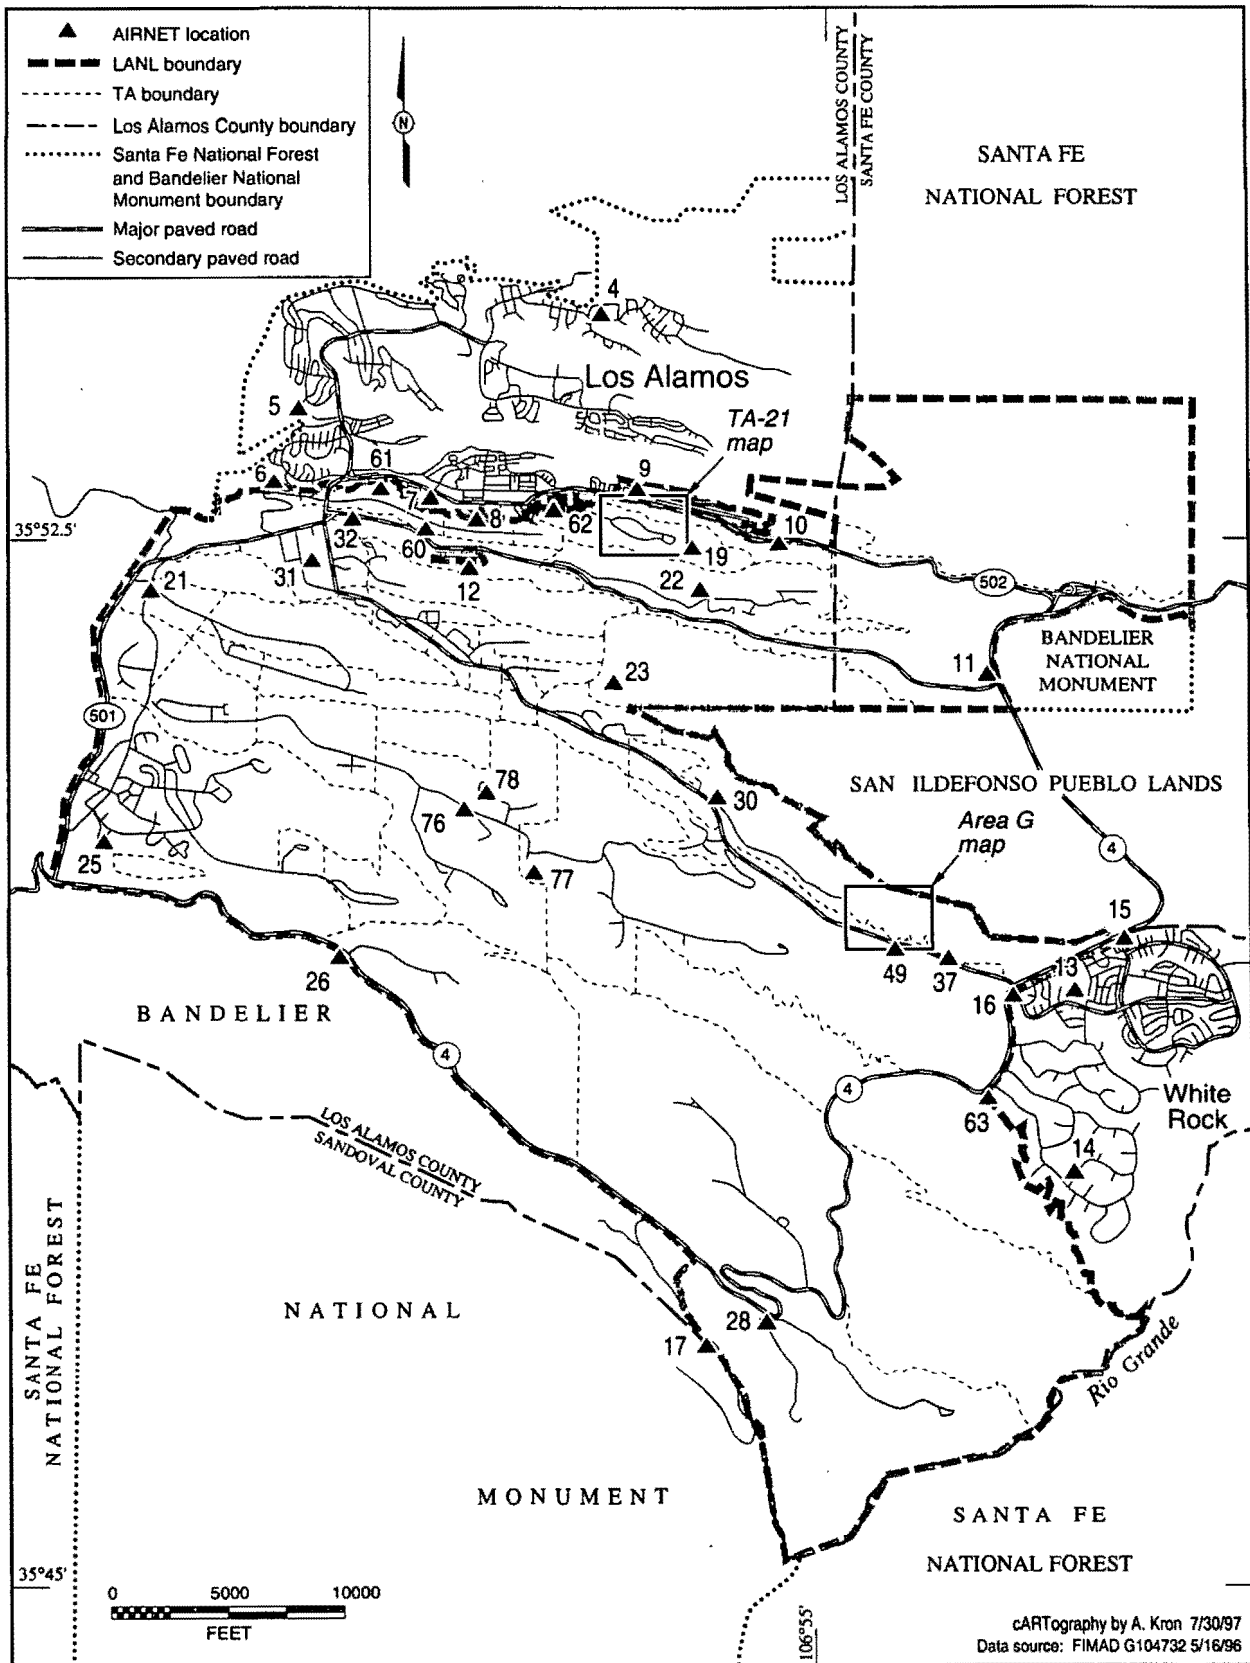 AIRNET location
LANL boundary
TA boundary
Los Alamos County boundary
Santa Fe National Forest
and Bandelier National
Monument boundary
Major paved road
Secondary paved road
N
LOS ALAMOS COUNTY
SANTA FE COUNTY
SANTA FE
NATIONAL FOREST
4
Los Alamos
5
TA-21
map
61
9
6
7
8
62
10
35°52.5'
32
60
19
31
12
22
21
502
BANDELIER
NATIONAL
MONUMENT
11
23
501
78
30
SAN ILDEFONSO PUEBLO LANDS
76
Area G
map
4
25
77
15
26
49
37
13
16
BANDELIER
4
4
White
Rock
63
LOS ALAMOS COUNTY
SANDOVAL COUNTY
14
SANTA FE
NATIONAL FOREST
NATIONAL
28
17
Rio Grande
MONUMENT
SANTA FE
NATIONAL FOREST
35°45'
0 5000 10000
FEET
106°55'
cARTography by A. Kron 7/30/97
Data source: FIMAD G104732 5/16/96